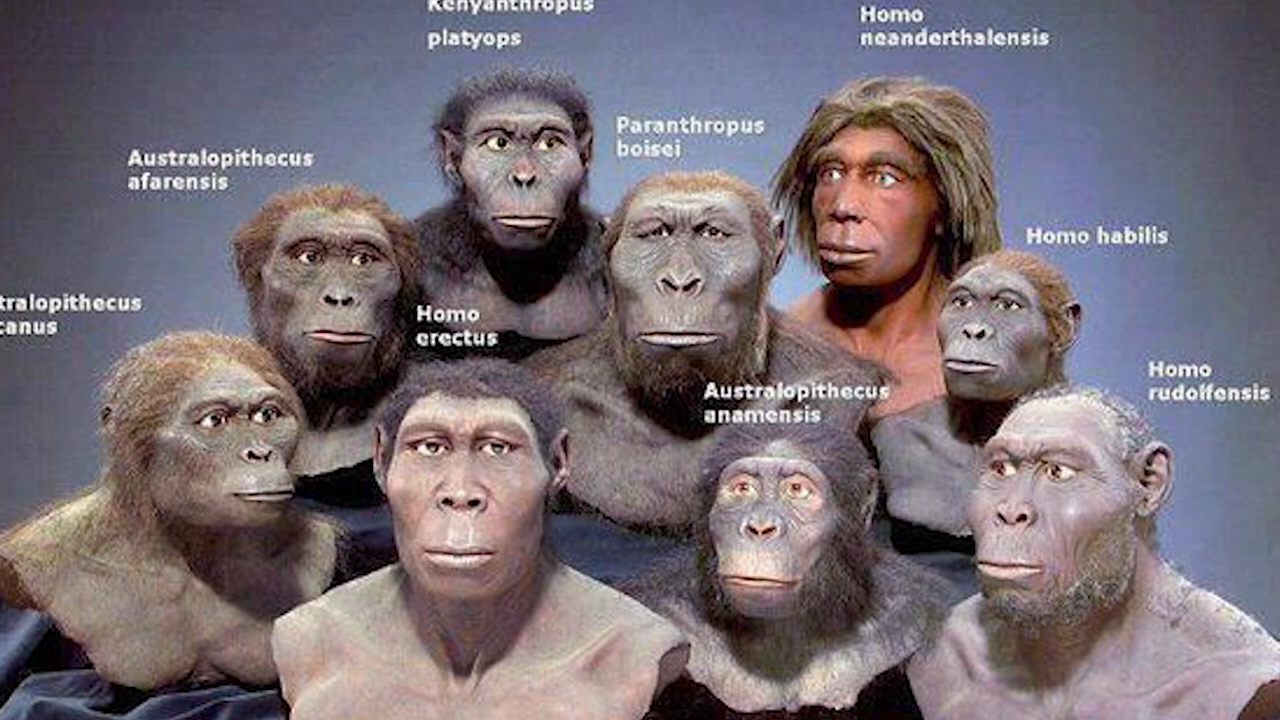 Kenyanthropus
platyops
Homo
neanderthalensis
Paranthropus
boisei
Australopithecus
afarensis
Homo habilis
tralopithecus
canus
Homo
erectus
Homo
rudolfensis
Australopithecus
anamensis